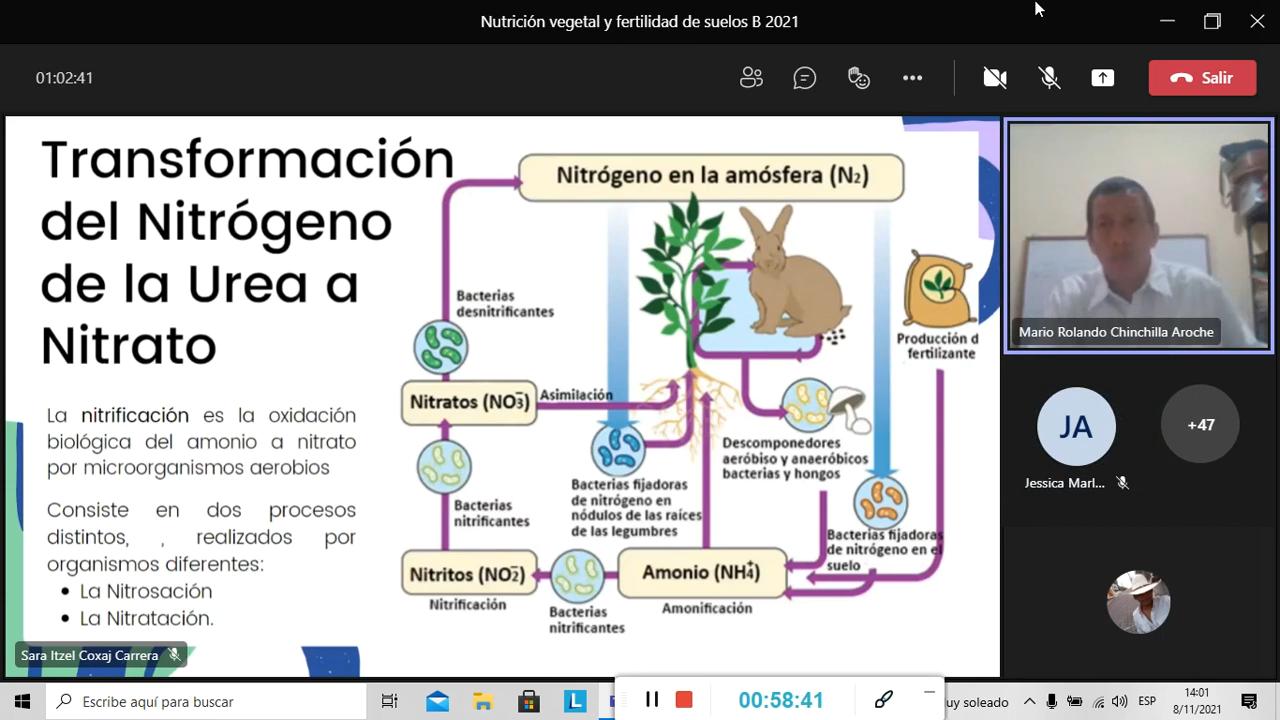 Nutrición vegetal y fertilidad de suelos B 2021
01:02:41
Salir
Transformación
del Nitrógeno
de la Urea a
Nitrato
La nitrificación es la oxidación
biológica del amonio a nitrato
por microorganismos aerobios
Consiste en dos procesos
distintos, , realizados por
organismos diferentes:
• La Nitrosación
• La Nitratación.
Sara Itzel Coxaj Carrera
Nitrógeno en la amósfera (N₂)
Bacterias
desnitrificantes
Nitratos (NO₃⁻)
Asimilación
Bacterias
nitrificantes
Nitritos (NO₂⁻)
Nitrificación
Bacterias
nitrificantes
Bacterias fijadoras
de nitrógeno en
nódulos de las raíces
de las legumbres
Amonio (NH₄⁺)
Amonificación
Descomponedores
aeróbiso y anaeróbicos
bacterias y hongos
Bacterias fijadoras
de nitrógeno en el
suelo
Producción d
fertilizante
Mario Rolando Chinchilla Aroche
JA
+47
Jessica Marl...
Escribe aquí para buscar
L
00:58:41
uy soleado
ESP
14:01
8/11/2021